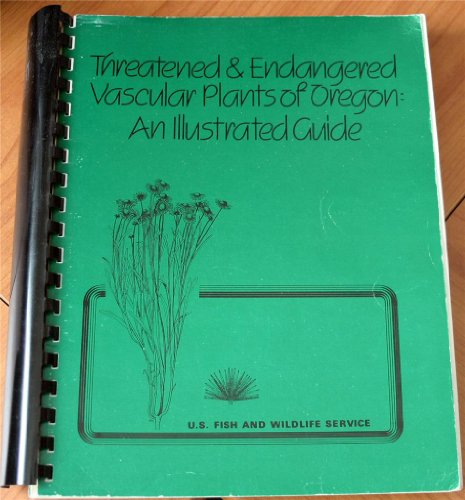 Threatened & Endangered
Vascular Plants of Oregon:
An Illustrated Guide
U.S. FISH AND WILDLIFE SERVICE